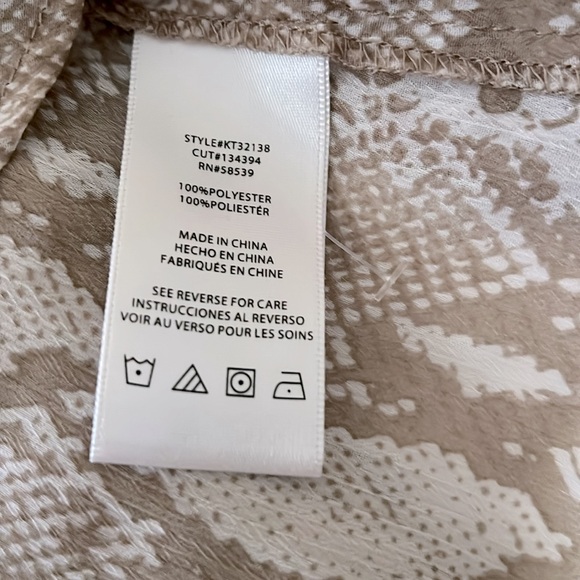 STYLE#KT32138
CUT#134394
RN#58539
100%POLYESTER
100%POLIESTÉR
MADE IN CHINA
HECHO EN CHINA
FABRIQUÉS EN CHINE
SEE REVERSE FOR CARE
INSTRUCCIONES AL REVERSO
VOIR AU VERSO POUR LES SOINS